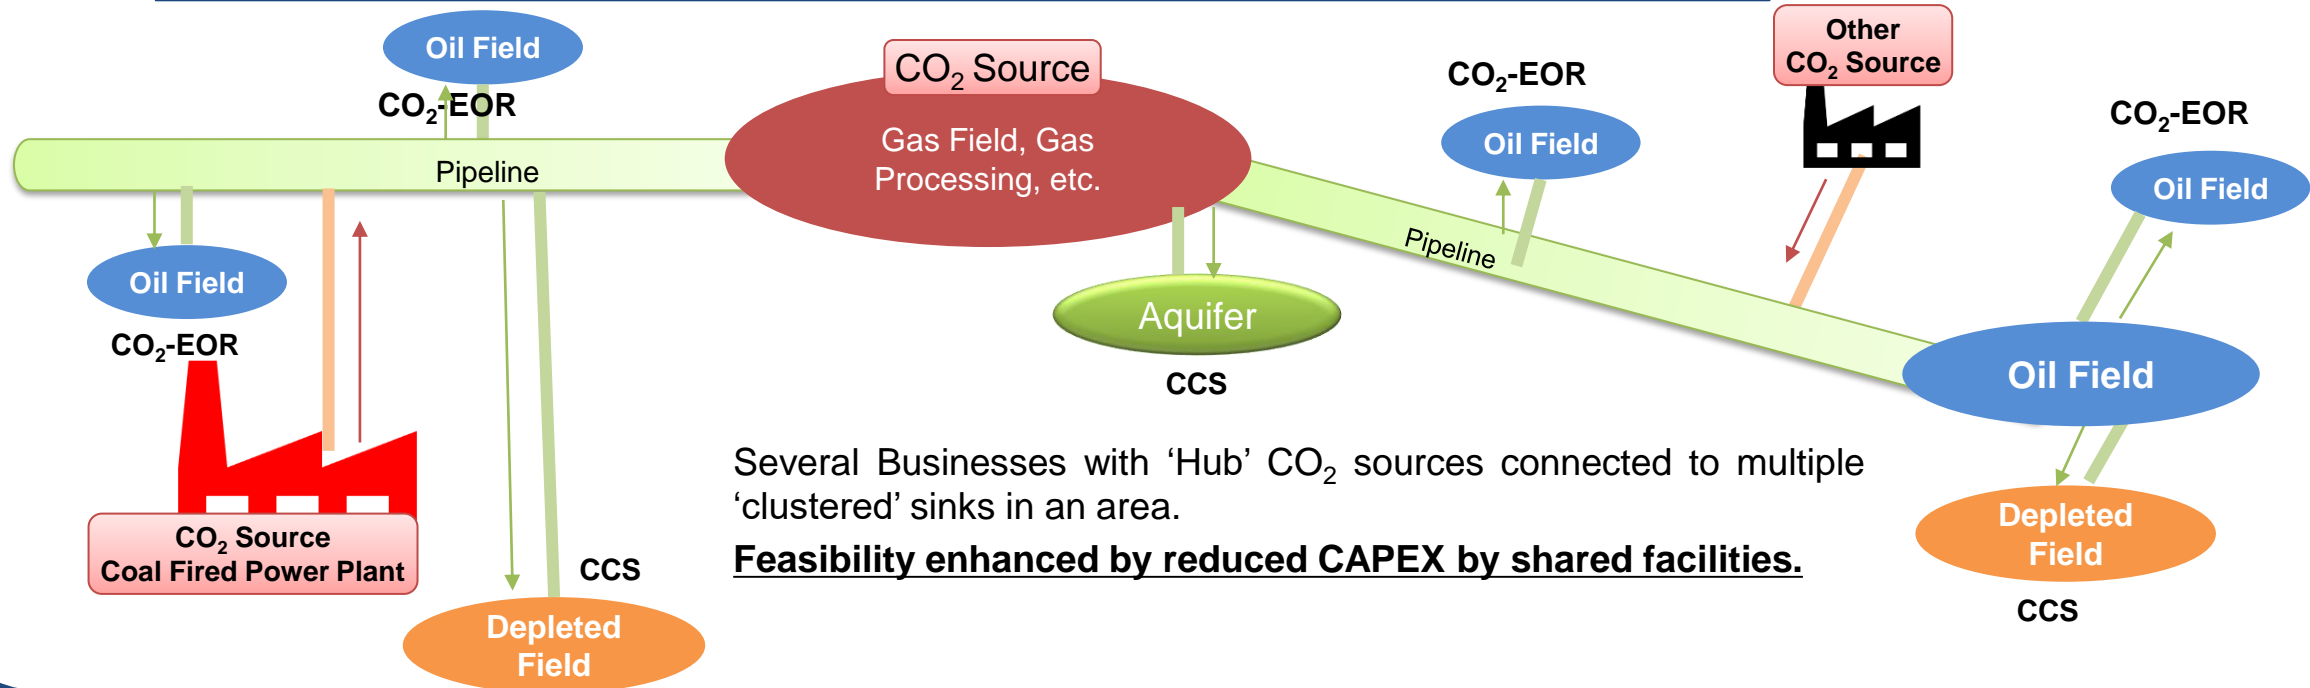 Oil Field
CO2-EOR
Pipeline
Oil Field
CO2-EOR
CO2 Source
Coal Fired Power Plant
CCS
Depleted
Field
CO2 Source
Gas Field, Gas
Processing, etc.
Aquifer
CCS
Pipeline
CO2-EOR
Oil Field
Other
CO2 Source
CO2-EOR
Oil Field
Oil Field
Depleted
Field
CCS
Several Businesses with ‘Hub’ CO2 sources connected to multiple
‘clustered’ sinks in an area.
Feasibility enhanced by reduced CAPEX by shared facilities.